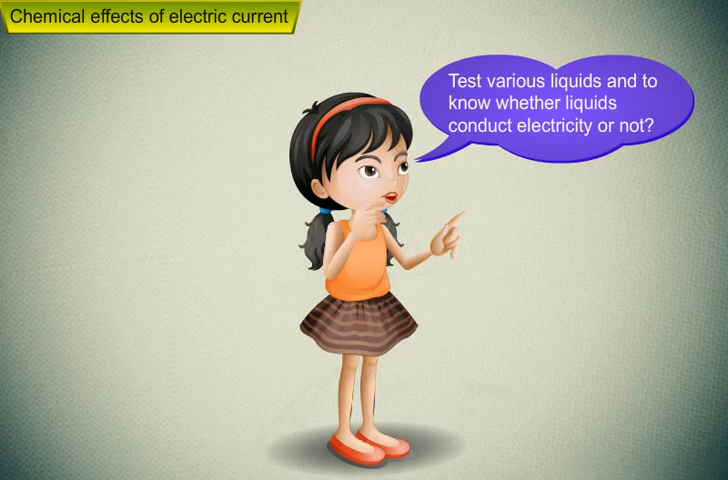 Chemical effects of electric current
Test various liquids and to
know whether liquids
conduct electricity or not?